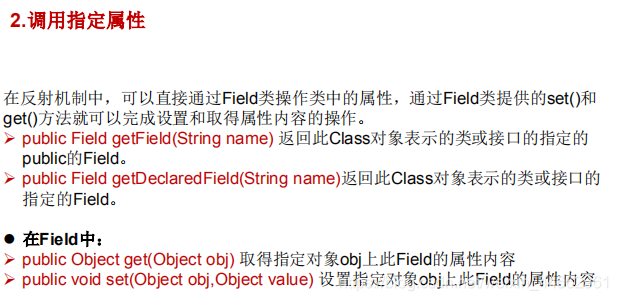 2.调用指定属性
在反射机制中，可以直接通过Field类操作类中的属性，通过Field类提供的set()和
get()方法就可以完成设置和取得属性内容的操作。
➢ public Field getField(String name) 返回此Class对象表示的类或接口的指定的
public的Field。
➢ public Field getDeclaredField(String name)返回此Class对象表示的类或接口的
指定的Field。
● 在Field中：
➢ public Object get(Object obj) 取得指定对象obj上此Field的属性内容
➢ public void set(Object obj,Object value) 设置指定对象obj上此Field的属性内容